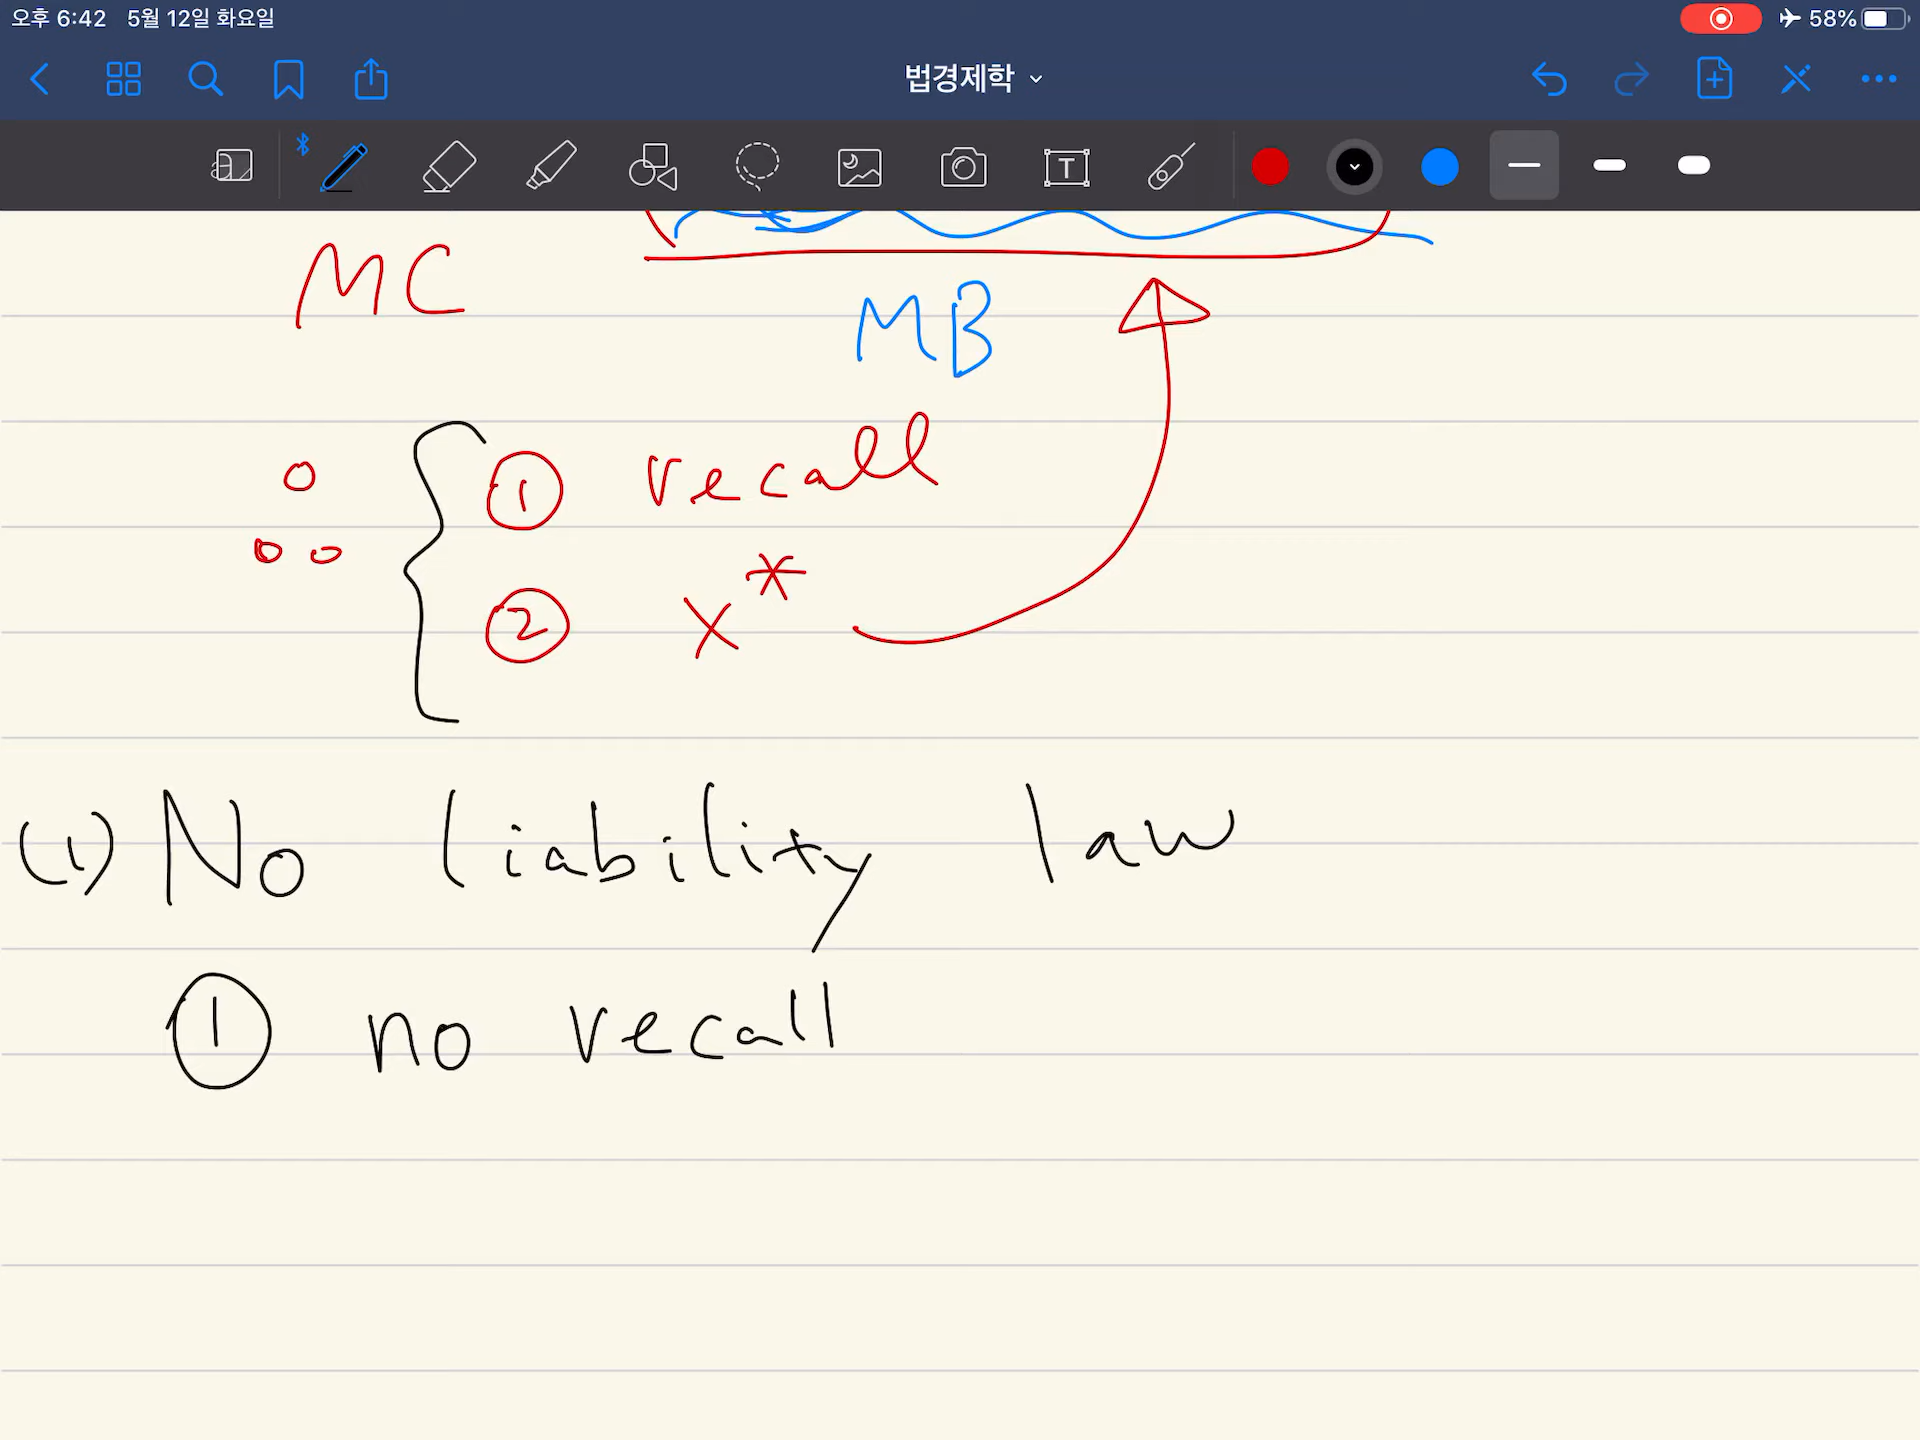 오후 6:42 5월 12일 화요일 58%
법경제학
MC
MB
① recall
② x*
(1) No liability law
① no recall